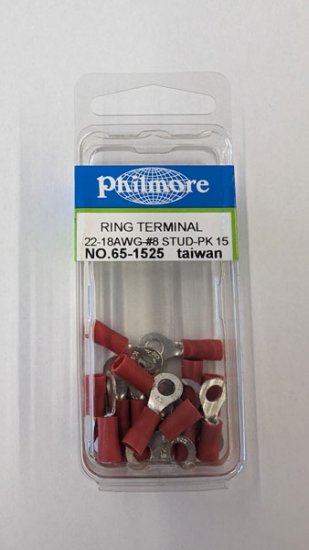 Philmore
RING TERMINAL
22-18AWG-#8 STUD-PK 15
NO.65-1525 taiwan